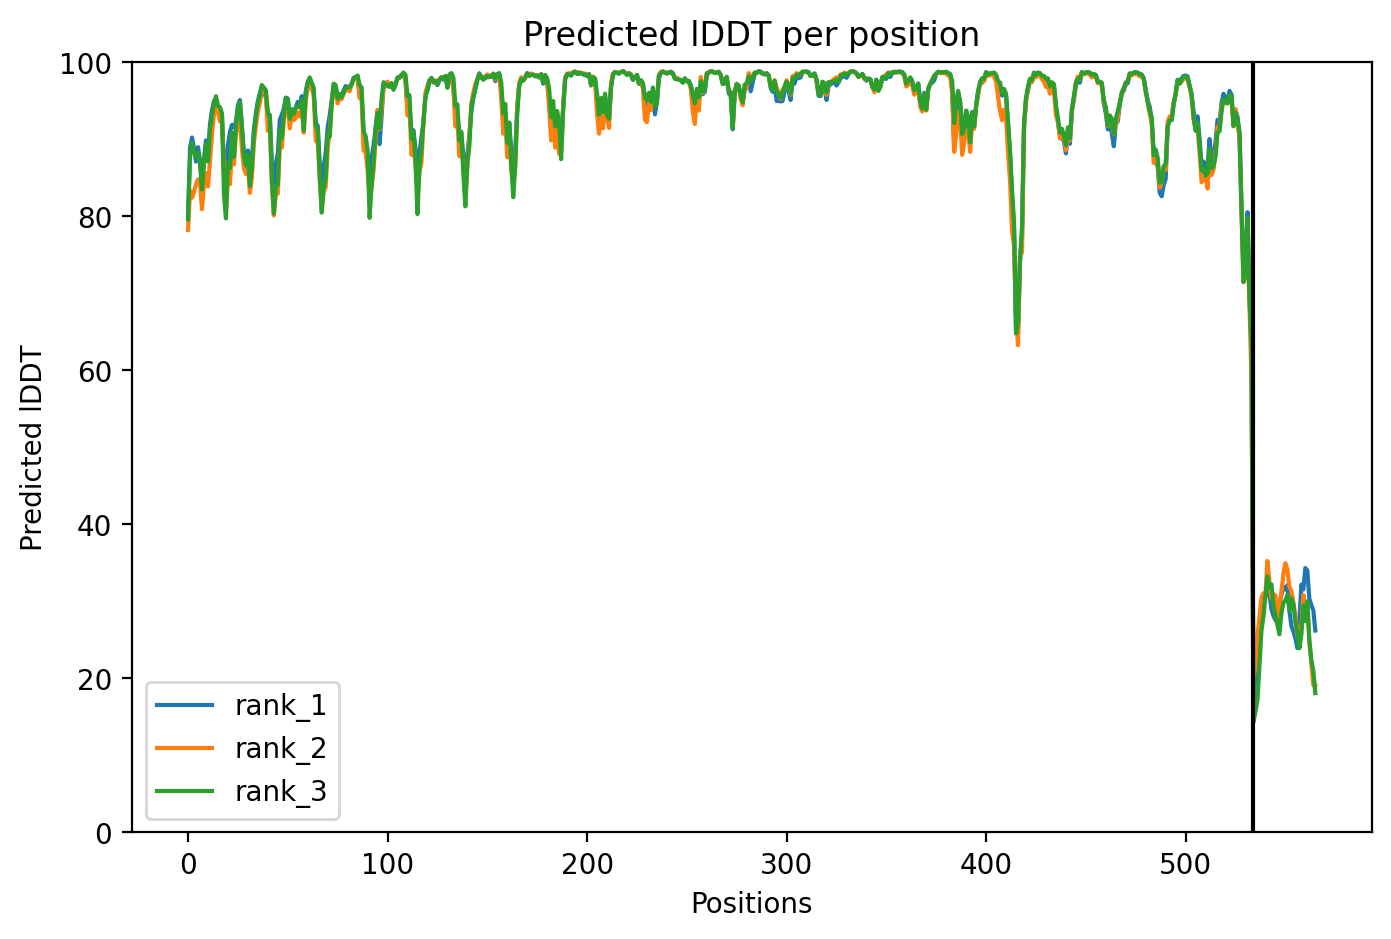 Predicted lDDT per position
100
80
60
40
20
0
Predicted lDDT
rank_1
rank_2
rank_3
0 100 200 300 400 500
Positions